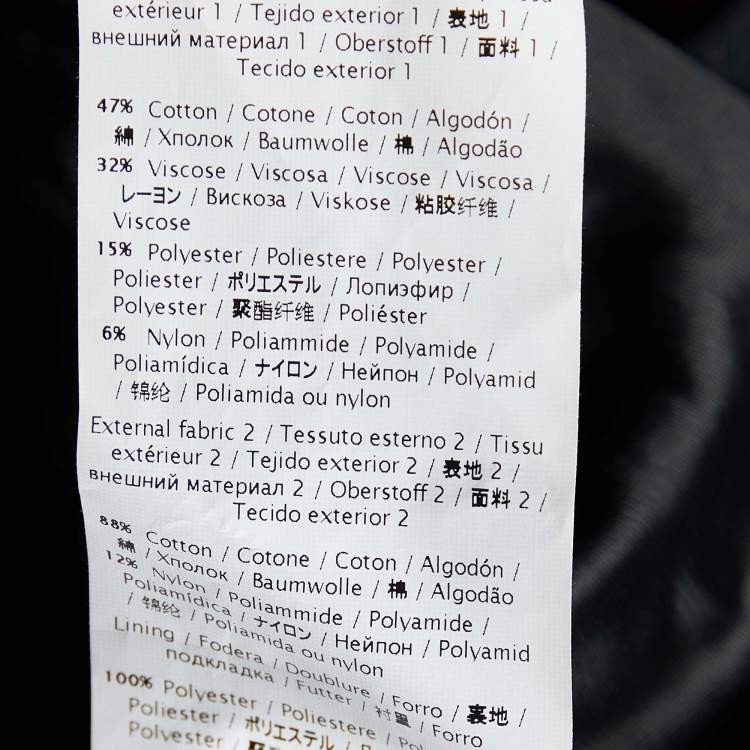 extérieur 1 / Tejido exterior 1 / 表地 1 /
внешний материал 1 / Oberstoff 1 / 面料 1 /
Tecido exterior 1
47% Cotton / Cotone / Coton / Algodón /
綿 / Хполок / Baumwolle / 棉 / Algodão
32% Viscose / Viscosa / Viscose / Viscosa /
レーヨン / Вискоза / Viskose / 粘胶纤维 /
Viscose
15% Polyester / Poliestere / Polyester /
Poliester / ポリエステル / Лопиэфир /
Polyester / 聚酯纤维 / Poliéster
6% Nylon / Poliammide / Polyamide /
Poliamídica / ナイロン / Нейпон / Polyamid
/ 锦纶 / Poliamida ou nylon
External fabric 2 / Tessuto esterno 2 / Tissu
extérieur 2 / Tejido exterior 2 / 表地 2 /
внешний материал 2 / Oberstoff 2 / 面料 2 /
Tecido exterior 2
88% Cotton / Cotone / Coton / Algodón /
綿 / Хполок / Baumwolle / 棉 / Algodão
12% Nylon / Poliammide / Polyamide /
Poliamídica / ナイロン / Нейпон / Polyamid
/ 锦纶 / Poliamida ou nylon
Lining / Fodera / Doublure / Forro / 裏地 /
подкладка / Futter / 衬里 / Forro
100% Polyester / Poliestere /
Poliester / ポリエステル /
Polyester /